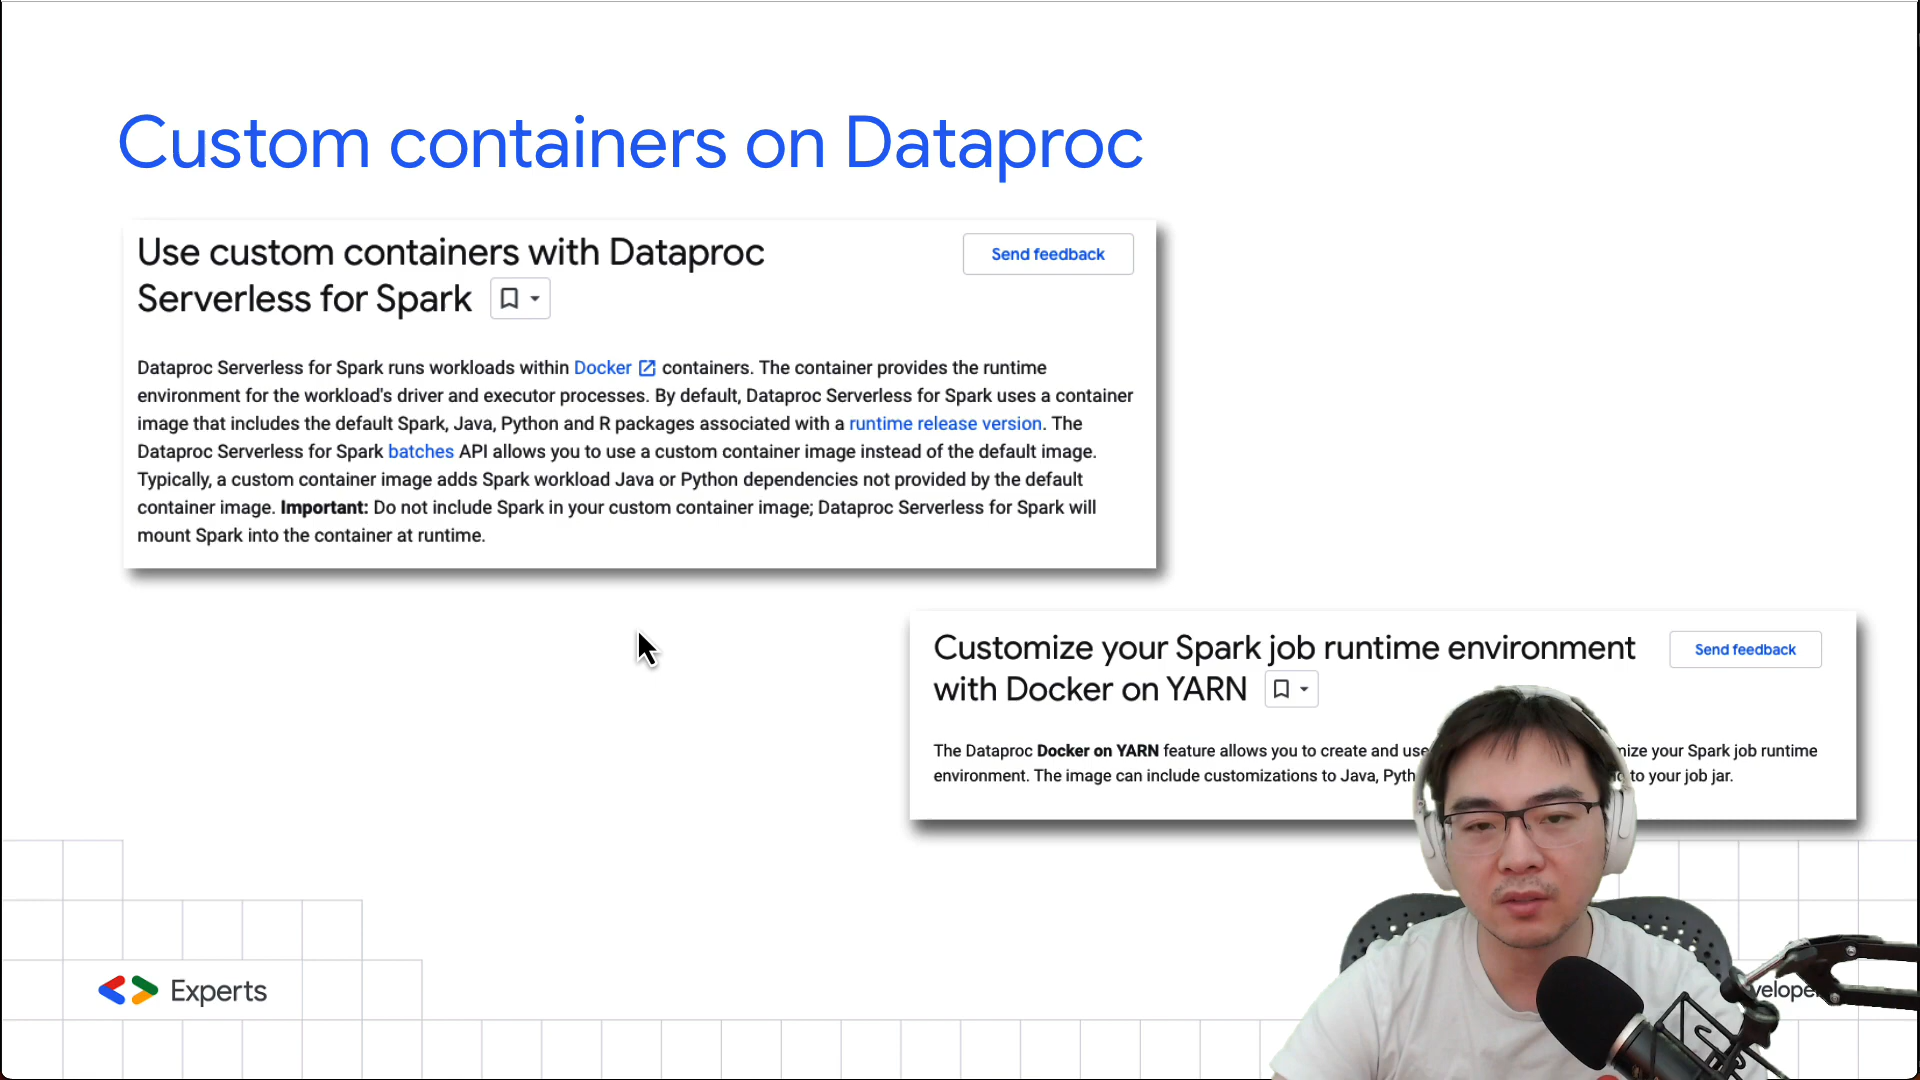 Custom containers on Dataproc
Use custom containers with Dataproc
Serverless for Spark
Send feedback
Dataproc Serverless for Spark runs workloads within Docker containers. The container provides the runtime
environment for the workload's driver and executor processes. By default, Dataproc Serverless for Spark uses a container
image that includes the default Spark, Java, Python and R packages associated with a runtime release version. The
Dataproc Serverless for Spark batches API allows you to use a custom container image instead of the default image.
Typically, a custom container image adds Spark workload Java or Python dependencies not provided by the default
container image. Important: Do not include Spark in your custom container image; Dataproc Serverless for Spark will
mount Spark into the container at runtime.
Customize your Spark job runtime environment
with Docker on YARN
Send feedback
The Dataproc Docker on YARN feature allows you to create and use your Spark job runtime
environment. The image can include customizations to Java, to your job jar.
Experts